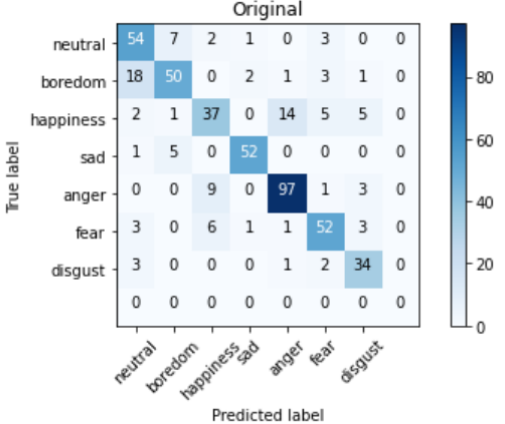 Original
neutral 54 7 2 1 0 3 0 0
boredom 18 50 0 2 1 3 1 0
happiness 2 1 37 0 14 5 5 0
sad 1 5 0 52 0 0 0 0
anger 0 0 9 0 97 1 3 0
fear 3 0 6 1 1 52 3 0
disgust 3 0 0 0 1 2 34 0
0 0 0 0 0 0 0 0
neutral boredom happiness sad anger fear disgust
Predicted label
True label
80
60
40
20
0